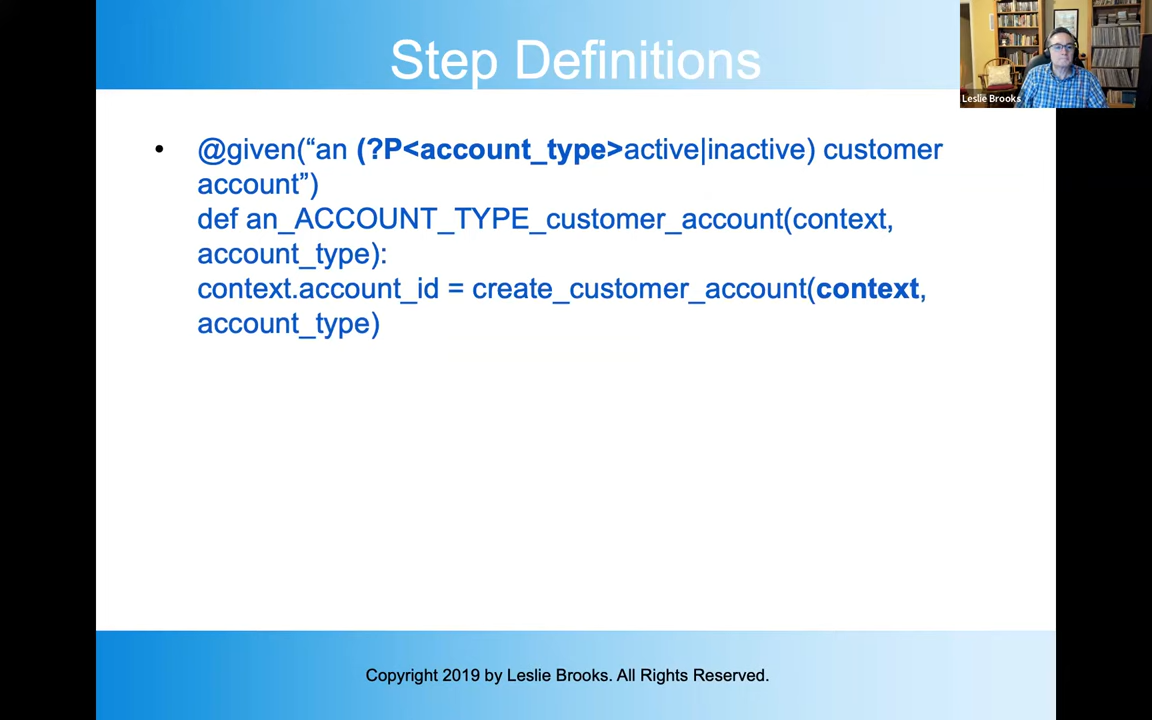 Step Definitions
Leslie Brooks
• @given(“an (?P<account_type>active|inactive) customer
account”)
def an_ACCOUNT_TYPE_customer_account(context,
account_type):
context.account_id = create_customer_account(context,
account_type)
Copyright 2019 by Leslie Brooks. All Rights Reserved.